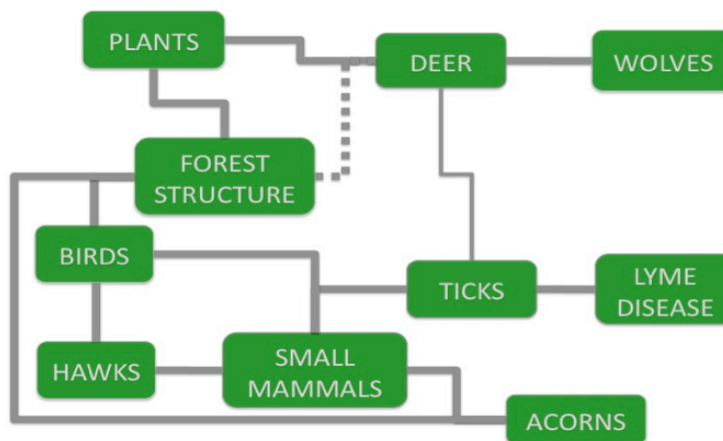 PLANTS
DEER
WOLVES
FOREST
STRUCTURE
BIRDS
TICKS
LYME
DISEASE
HAWKS
SMALL
MAMMALS
ACORNS